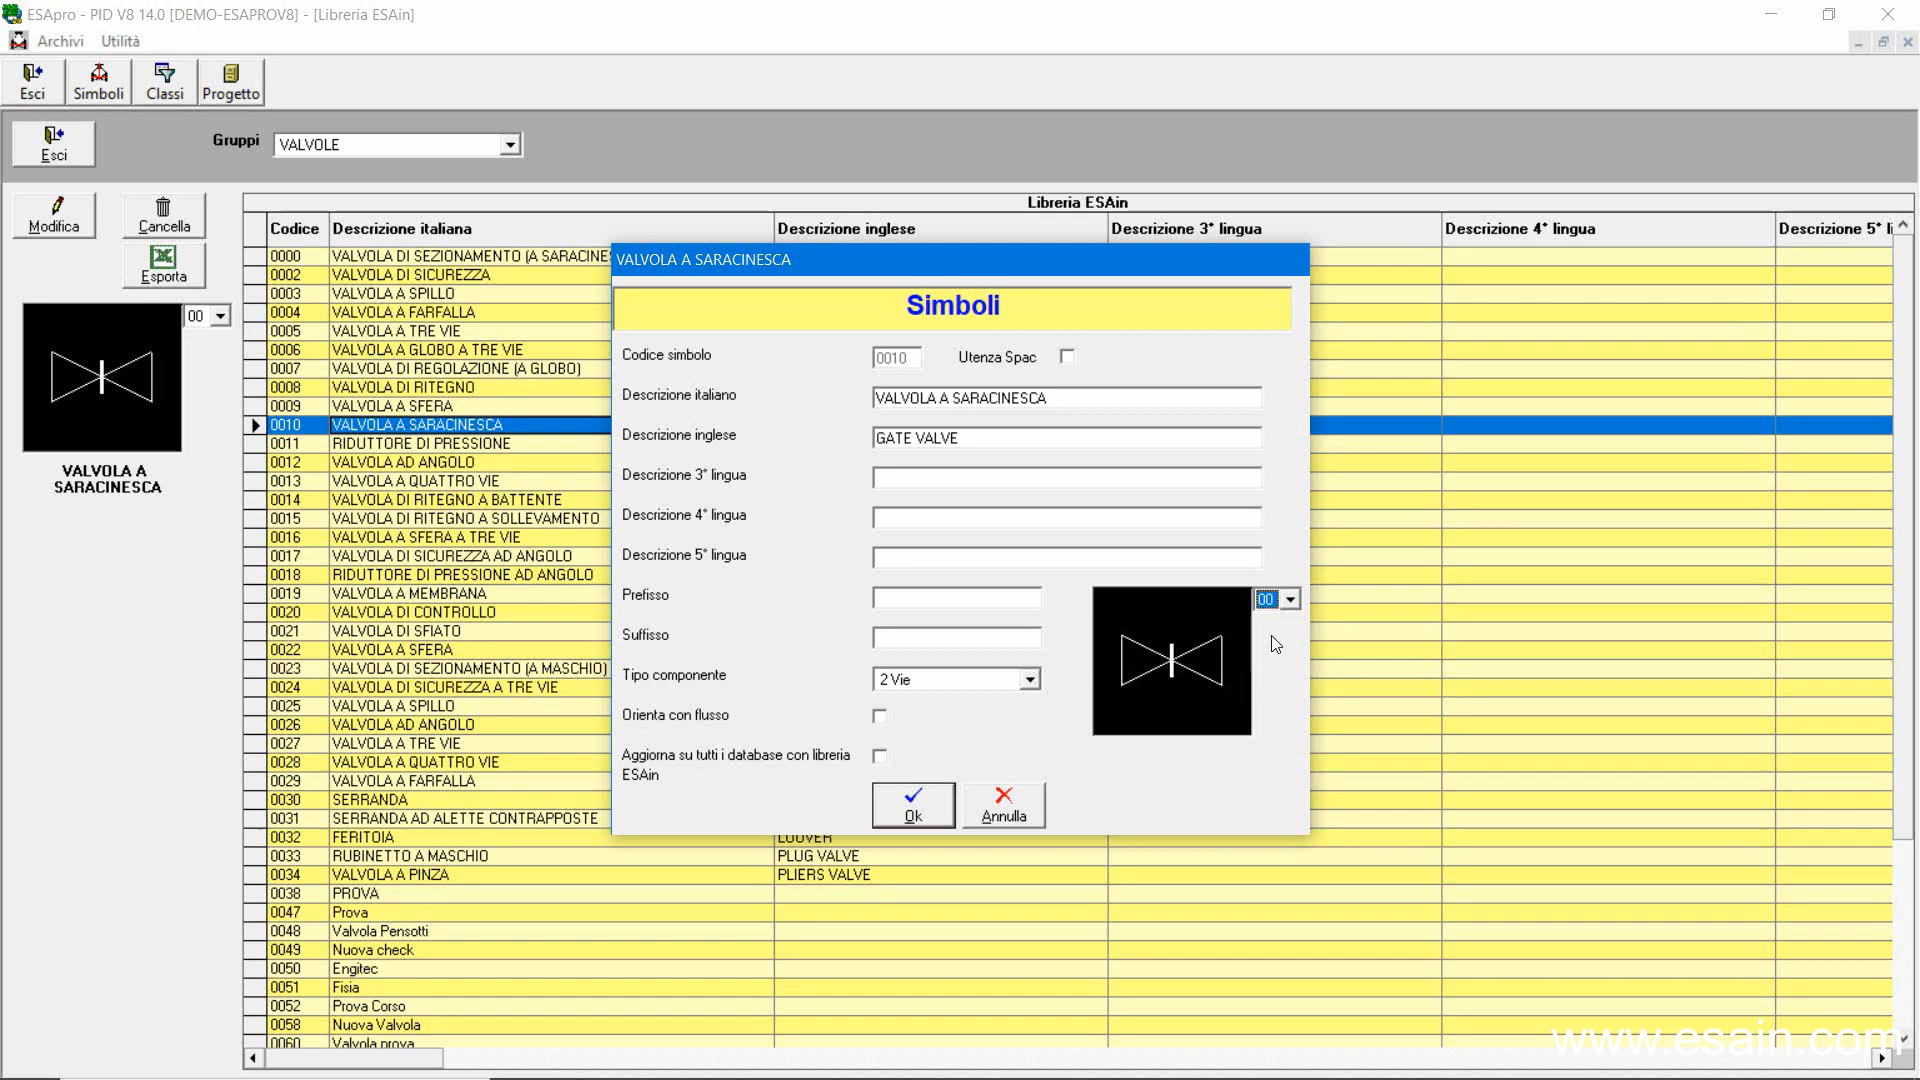 ESApro - PID V8 14.0 [DEMO-ESAPROV8] - [Libreria ESAin]
Archivi Utilità
Esci Simboli Classi Progetto
Esci
Gruppi VALVOLE
Modifica Cancella
Esporta
00
VALVOLA A
SARACINESCA
Libreria ESAin
Codice Descrizione italiana Descrizione inglese Descrizione 3° lingua Descrizione 4° lingua Descrizione 5° li
0000 VALVOLA DI SEZIONAMENTO (A SARACINES
0002 VALVOLA DI SICUREZZA
0003 VALVOLA A SPILLO
0004 VALVOLA A FARFALLA
0005 VALVOLA A TRE VIE
0006 VALVOLA A GLOBO A TRE VIE
0007 VALVOLA DI REGOLAZIONE (A GLOBO)
0008 VALVOLA DI RITEGNO
0009 VALVOLA A SFERA
0010 VALVOLA A SARACINESCA
0011 RIDUTTORE DI PRESSIONE
0012 VALVOLA AD ANGOLO
0013 VALVOLA A QUATTRO VIE
0014 VALVOLA DI RITEGNO A BATTENTE
0015 VALVOLA DI RITEGNO A SOLLEVAMENTO
0016 VALVOLA A SFERA A TRE VIE
0017 VALVOLA DI SICUREZZA AD ANGOLO
0018 RIDUTTORE DI PRESSIONE AD ANGOLO
0019 VALVOLA A MEMBRANA
0020 VALVOLA DI CONTROLLO
0021 VALVOLA DI SFIATO
0022 VALVOLA A SFERA
0023 VALVOLA DI SEZIONAMENTO (A MASCHIO)
0024 VALVOLA DI SICUREZZA A TRE VIE
0025 VALVOLA A SPILLO
0026 VALVOLA AD ANGOLO
0027 VALVOLA A TRE VIE
0028 VALVOLA A QUATTRO VIE
0029 VALVOLA A FARFALLA
0030 SERRANDA
0031 SERRANDA AD ALETTE CONTRAPPOSTE
0032 FERITOIA LOUVER
0033 RUBINETTO A MASCHIO PLUG VALVE
0034 VALVOLA A PINZA PLIERS VALVE
0038 PROVA
0047 Prova
0048 Valvola Pensotti
0049 Nuova check
0050 Engitec
0051 Fisia
0052 Prova Corso
0058 Nuova Valvola
0060 Valvola prova
VALVOLA A SARACINESCA
Simboli
Codice simbolo 0010 Utenza Spac
Descrizione italiano VALVOLA A SARACINESCA
Descrizione inglese GATE VALVE
Descrizione 3° lingua
Descrizione 4° lingua
Descrizione 5° lingua
Prefisso 00
Suffisso
Tipo componente 2 Vie
Orienta con flusso
Aggiorna su tutti i database con libreria
ESAin
Ok Annulla
www.esain.com